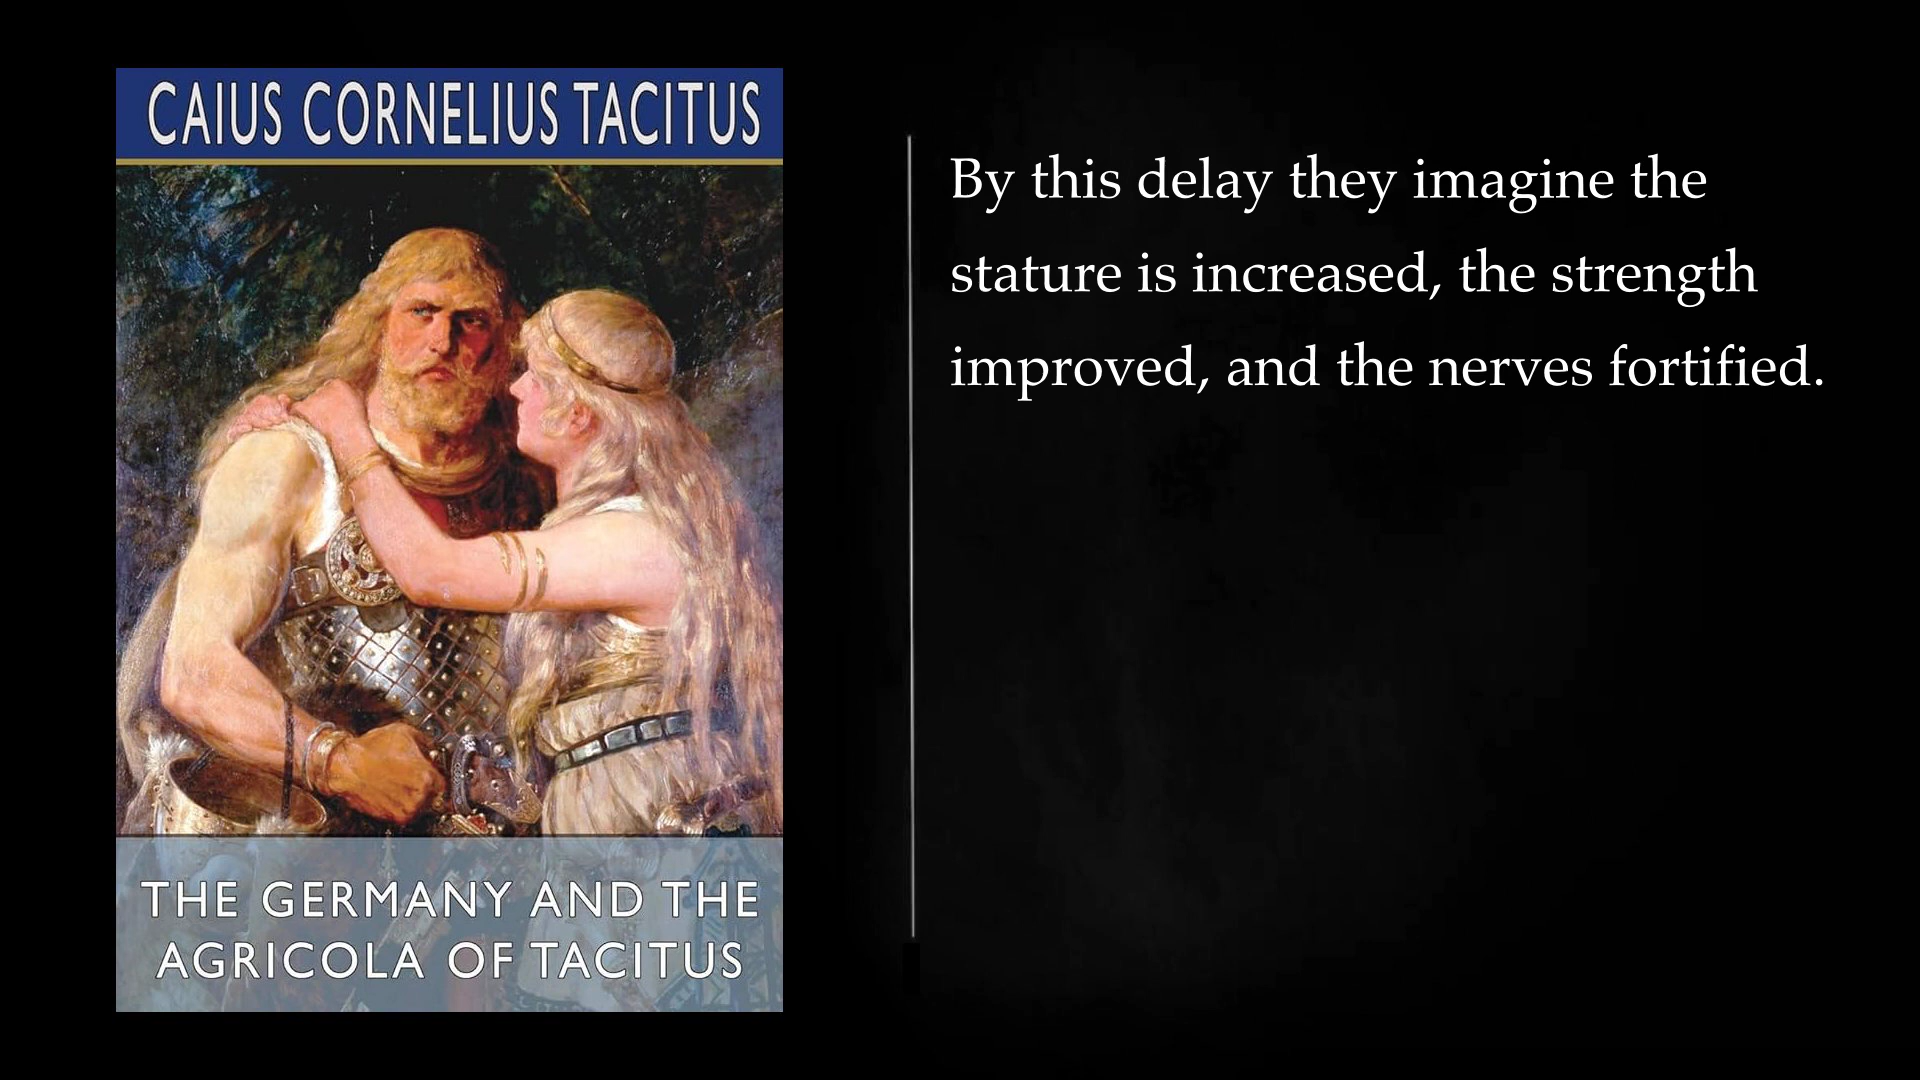 CAIUS CORNELIUS TACITUS
THE GERMANY AND THE
AGRICOLA OF TACITUS
By this delay they imagine the
stature is increased, the strength
improved, and the nerves fortified.